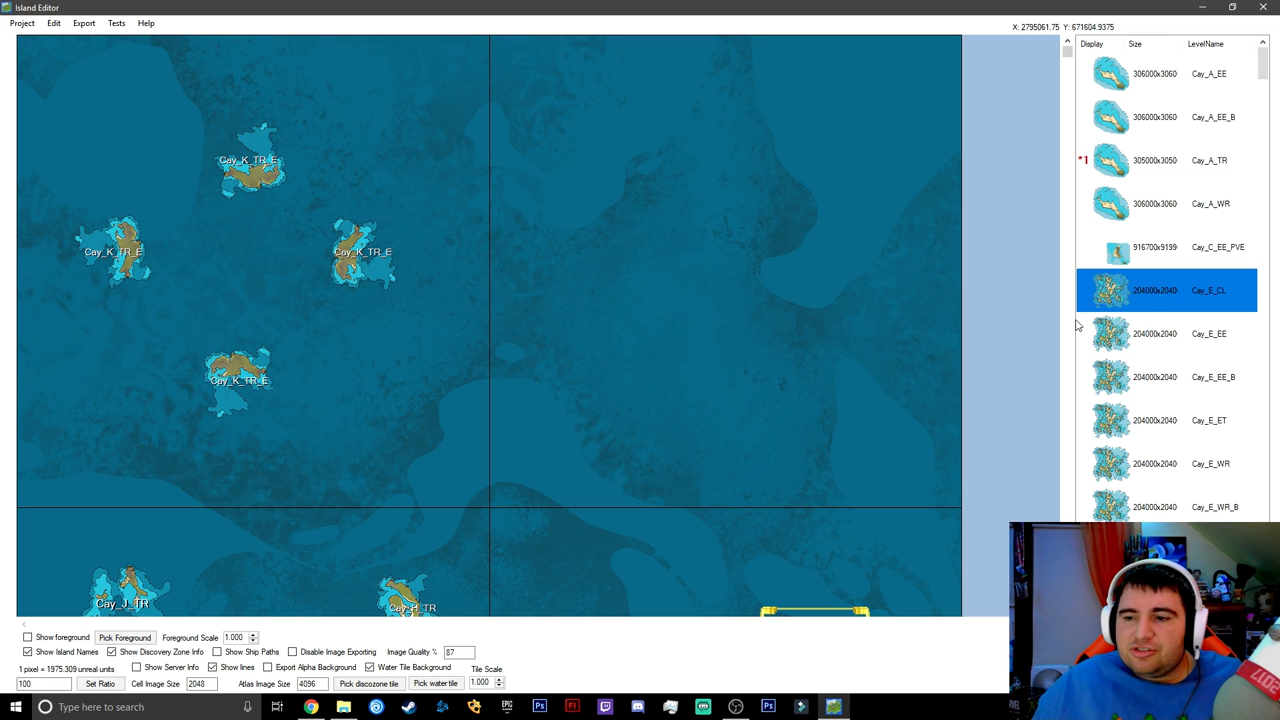 Island Editor
Project Edit Export Tests Help
X: 2795061.75 Y: 671604.9375
Display Size LevelName
306000x3060 Cay_A_EE
306000x3060 Cay_A_EE_B
*1 305000x3050 Cay_A_TR
306000x3060 Cay_A_WR
916700x9199 Cay_C_EE_PVE
204000x2040 Cay_E_CL
204000x2040 Cay_E_EE
204000x2040 Cay_E_EE_B
204000x2040 Cay_E_ET
204000x2040 Cay_E_WR
204000x2040 Cay_E_WR_B
Cay_K_TR_E
Cay_K_TR_E
Cay_K_TR_E
Cay_K_TR_E
Cay_J_TR
Cay_H_TR
Show foreground Pick Foreground Foreground Scale 1.000
Show Island Names Show Discovery Zone Info Show Ship Paths Disable Image Exporting Image Quality % 87
1 pixel = 1975.309 unreal units Show Server Info Show lines Export Alpha Background Water Tile Background Tile Scale
100 Set Ratio Cell Image Size 2048 Atlas Image Size 4096 Pick discozone tile Pick water tile 1.000
Type here to search
EPIC
Ps
Fl
Ps
2017